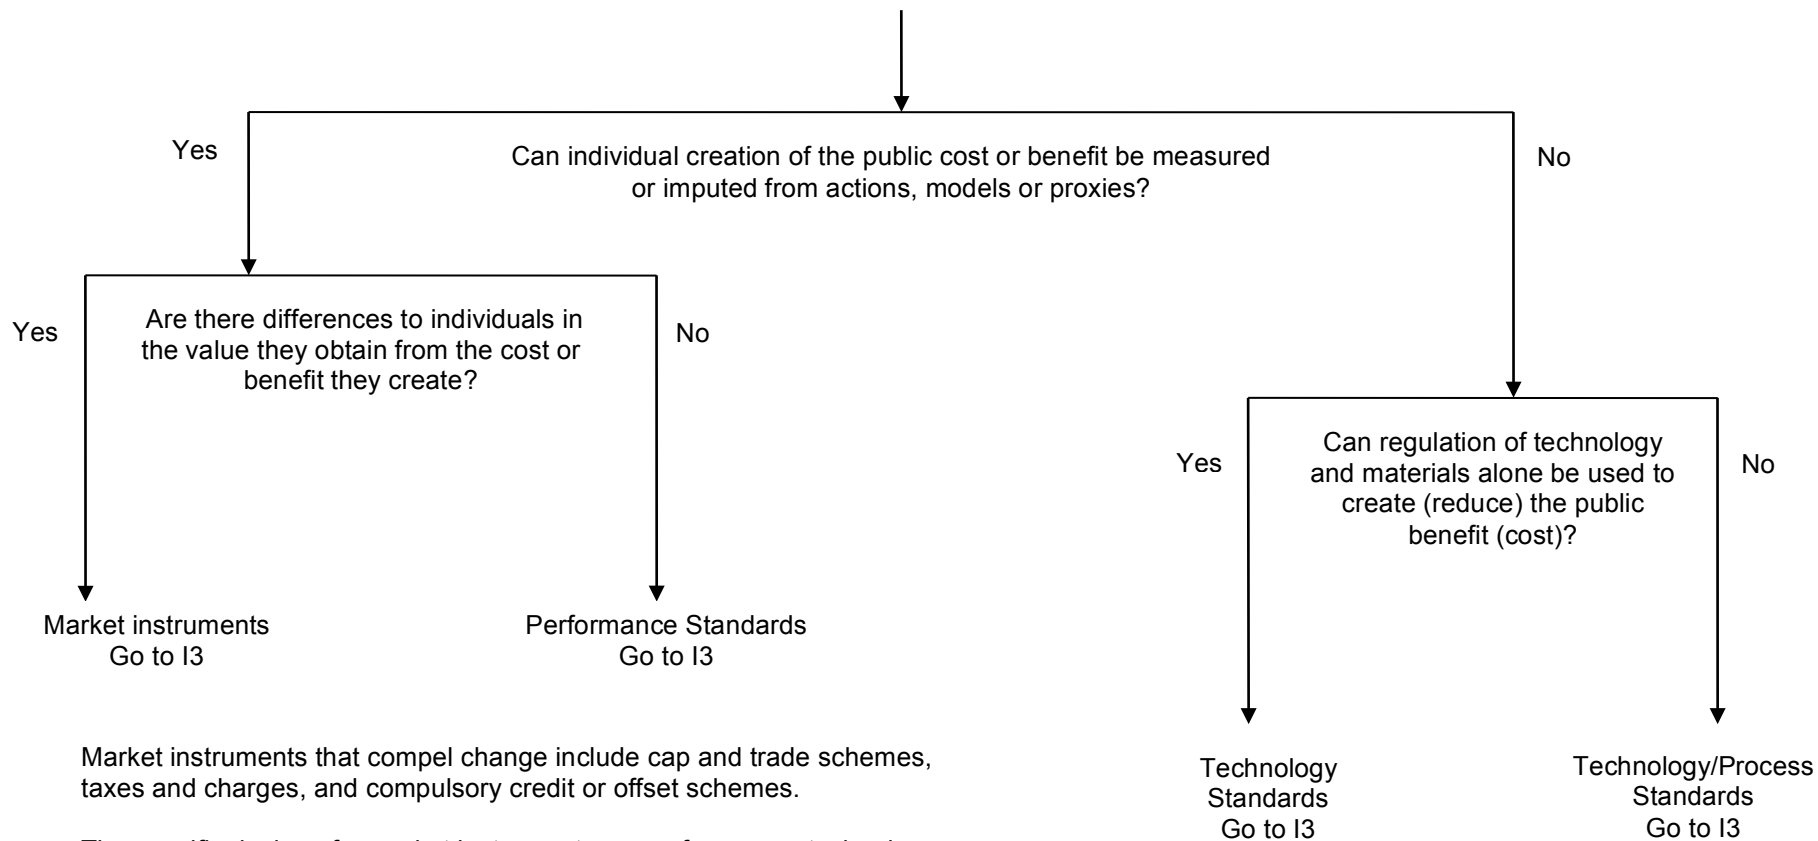 Yes
Can individual creation of the public cost or benefit be measured
or imputed from actions, models or proxies?
No
Yes
Are there differences to individuals in
the value they obtain from the cost or
benefit they create?
No
Yes
Can regulation of technology
and materials alone be used to
create (reduce) the public
benefit (cost)?
No
Market instruments
Go to I3
Performance Standards
Go to I3
Market instruments that compel change include cap and trade schemes,
taxes and charges, and compulsory credit or offset schemes.
Technology
Standards
Go to I3
Technology/Process
Standards
Go to I3